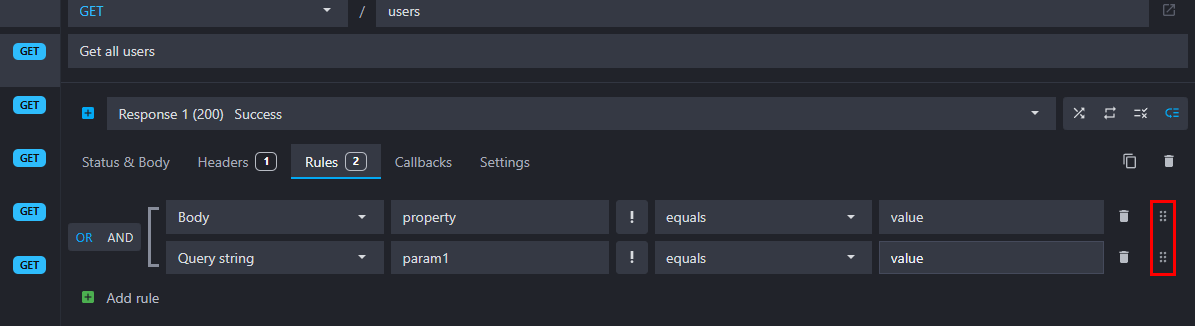 GET / users
GET Get all users
GET Response 1 (200) Success
GET Status & Body Headers 1 Rules 2 Callbacks Settings
GET Body property ! equals value
OR AND
GET Query string param1 ! equals value
Add rule